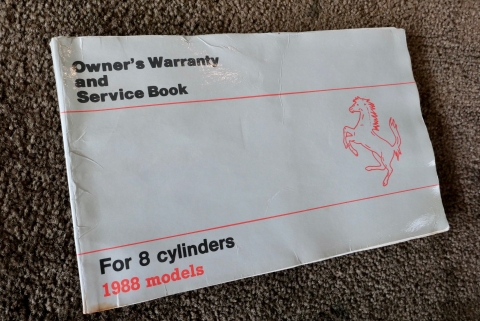 Owner's Warranty
and
Service Book
For 8 cylinders
1988 models